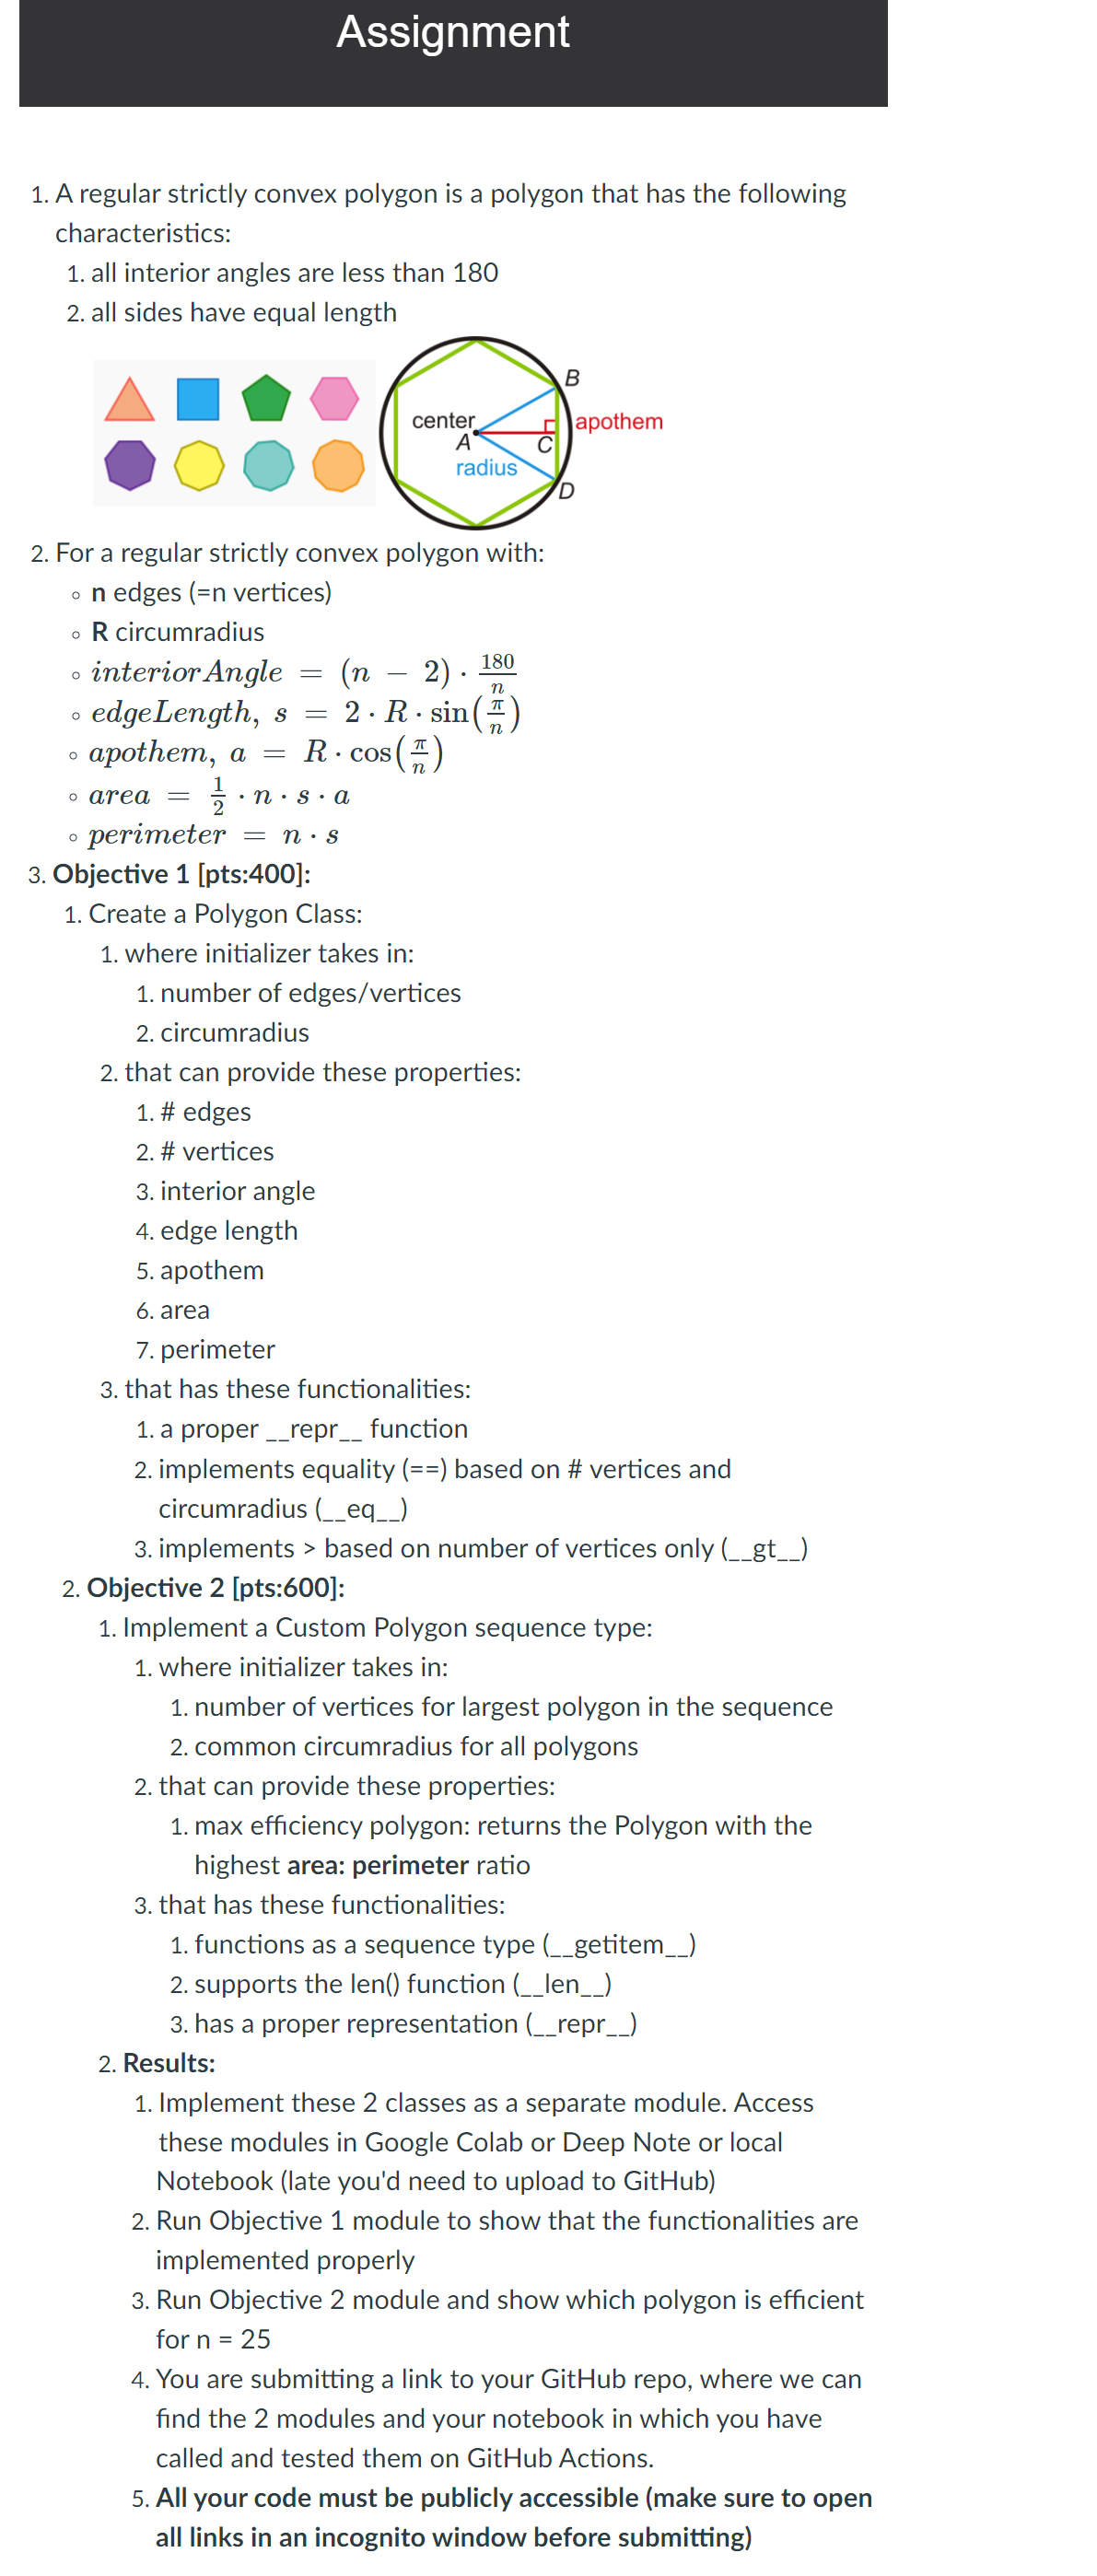 Assignment
1. A regular strictly convex polygon is a polygon that has the following
characteristics:
1. all interior angles are less than 180
2. all sides have equal length
B
center
apothem
A
C
radius
D
2. For a regular strictly convex polygon with:
◦ n edges (=n vertices)
◦ R circumradius
◦ interiorAngle = (n − 2) · 180/n
◦ edgeLength, s = 2 · R · sin(π/n)
◦ apothem, a = R · cos(π/n)
◦ area = 1/2 · n · s · a
◦ perimeter = n · s
3. Objective 1 [pts:400]:
1. Create a Polygon Class:
1. where initializer takes in:
1. number of edges/vertices
2. circumradius
2. that can provide these properties:
1. # edges
2. # vertices
3. interior angle
4. edge length
5. apothem
6. area
7. perimeter
3. that has these functionalities:
1. a proper __repr__ function
2. implements equality (==) based on # vertices and
circumradius (__eq__)
3. implements > based on number of vertices only (__gt__)
2. Objective 2 [pts:600]:
1. Implement a Custom Polygon sequence type:
1. where initializer takes in:
1. number of vertices for largest polygon in the sequence
2. common circumradius for all polygons
2. that can provide these properties:
1. max efficiency polygon: returns the Polygon with the
highest area: perimeter ratio
3. that has these functionalities:
1. functions as a sequence type (__getitem__)
2. supports the len() function (__len__)
3. has a proper representation (__repr__)
2. Results:
1. Implement these 2 classes as a separate module. Access
these modules in Google Colab or Deep Note or local
Notebook (late you'd need to upload to GitHub)
2. Run Objective 1 module to show that the functionalities are
implemented properly
3. Run Objective 2 module and show which polygon is efficient
for n = 25
4. You are submitting a link to your GitHub repo, where we can
find the 2 modules and your notebook in which you have
called and tested them on GitHub Actions.
5. All your code must be publicly accessible (make sure to open
all links in an incognito window before submitting)